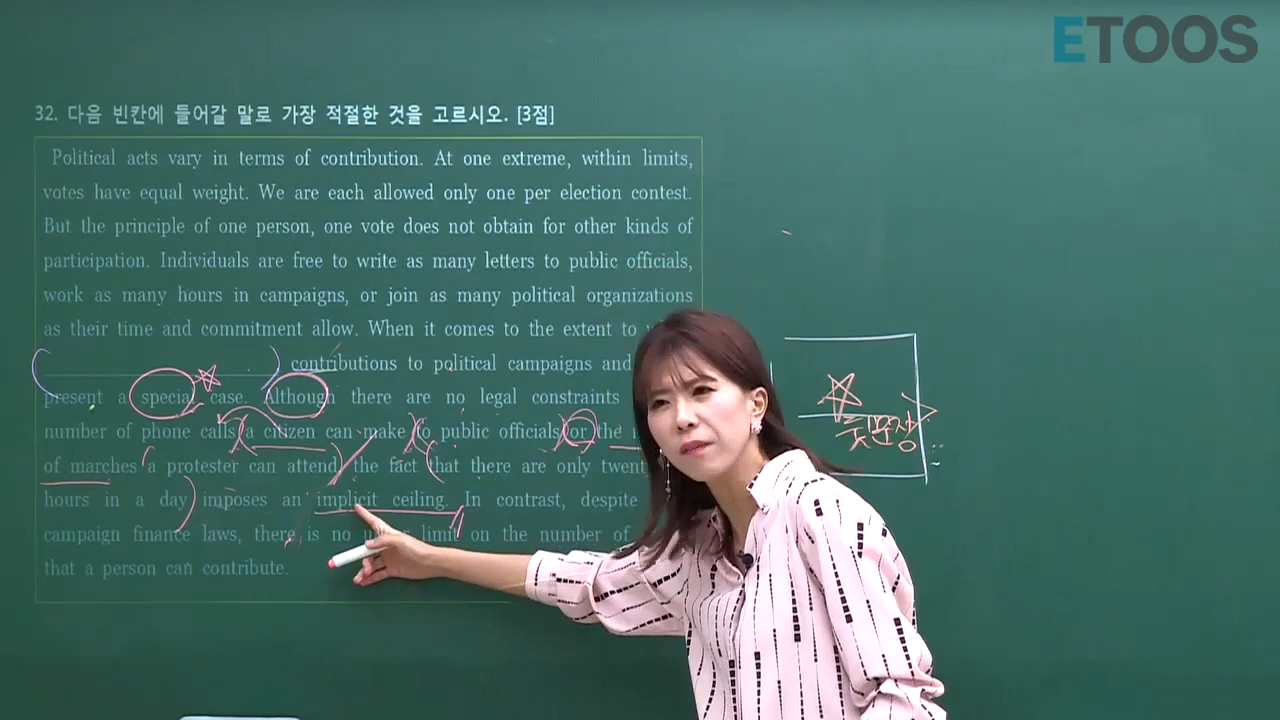 ETOOS
32. 다음 빈칸에 들어갈 말로 가장 적절한 것을 고르시오. [3점]
Political acts vary in terms of contribution. At one extreme, within limits,
votes have equal weight. We are each allowed only one per election contest.
But the principle of one person, one vote does not obtain for other kinds of
participation. Individuals are free to write as many letters to public officials,
work as many hours in campaigns, or join as many political organizations
as their time and commitment allow. When it comes to the extent to
contributions to political campaigns and
present a special case. Although there are no legal constraints
number of phone calls a citizen can make to public officials or the
of marches a protester can attend, the fact that there are only
hours in a day imposes an implicit ceiling. In contrast, despite
campaign finance laws, there is no upper limit on the number of
that a person can contribute.
뒷문장